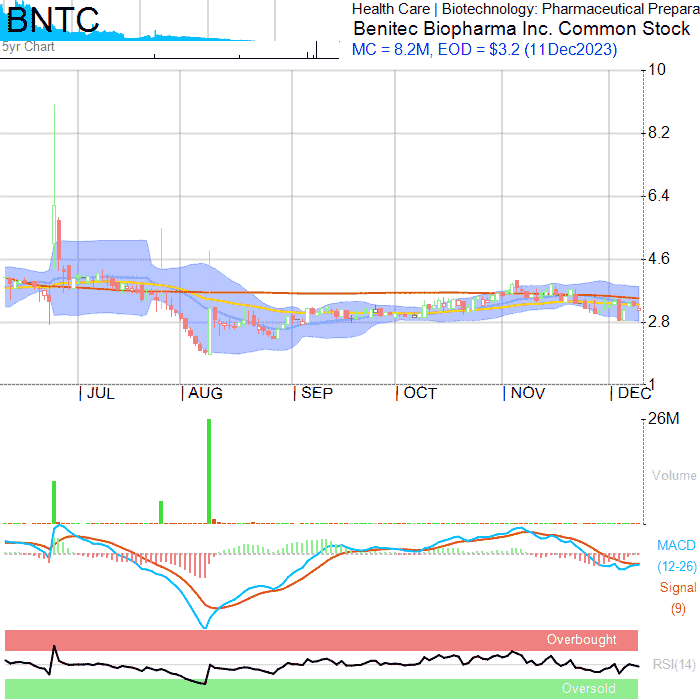 BNTC
5yr Chart
Health Care | Biotechnology: Pharmaceutical Prepara
Benitec Biopharma Inc. Common Stock
MC = 8.2M, EOD = $3.2 (11Dec2023)
10
8.2
6.4
4.6
2.8
1
JUL AUG SEP OCT NOV DEC
26M
Volume
MACD
(12-26)
Signal
(9)
Overbought
RSI(14)
Oversold